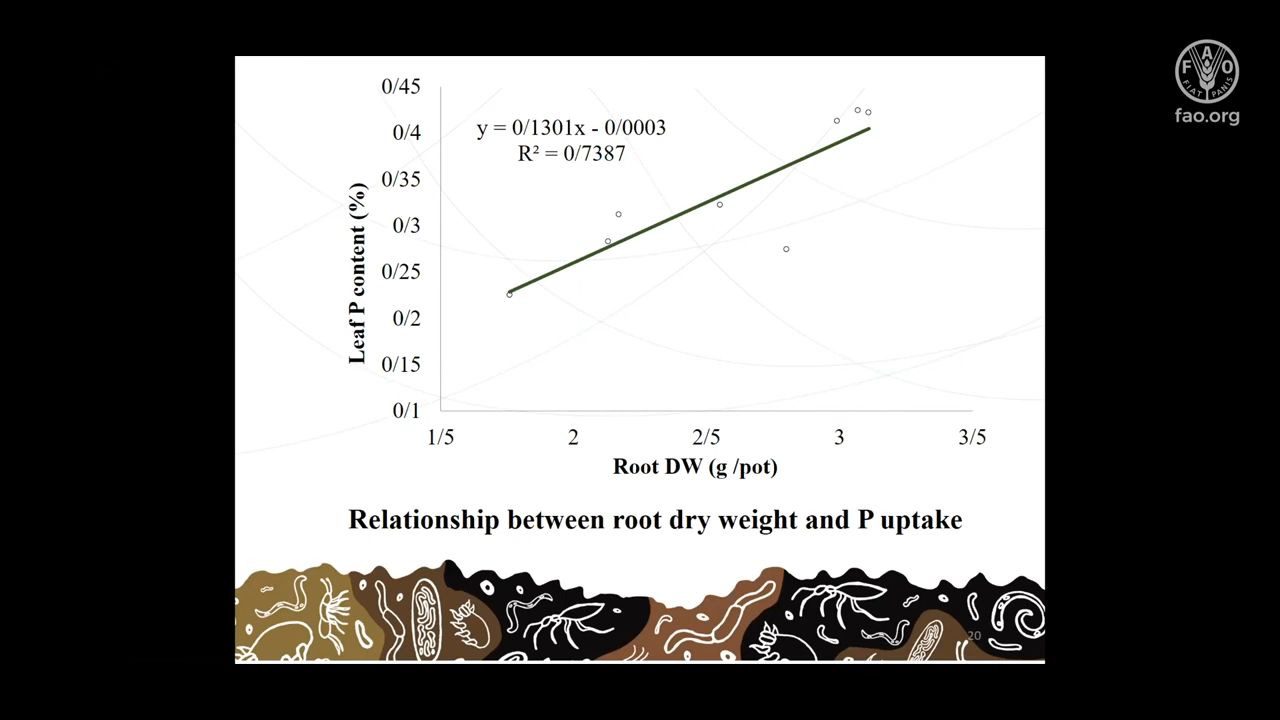 0/45
0/4
0/35
0/3
0/25
0/2
0/15
0/1
Leaf P content (%)
y = 0/1301x - 0/0003
R² = 0/7387
1/5 2 2/5 3 3/5
Root DW (g /pot)
Relationship between root dry weight and P uptake
20
F A O
FIAT PANIS
fao.org